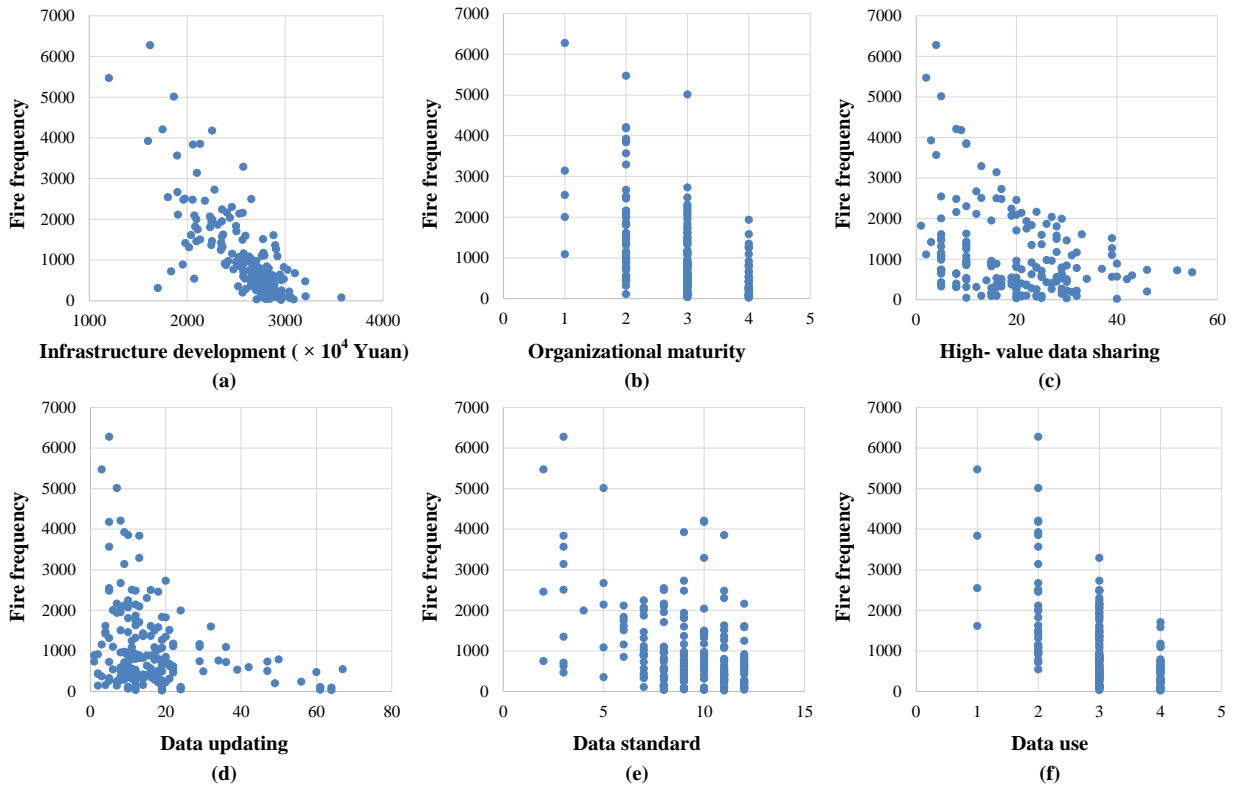 7000
6000
5000
4000
3000
2000
1000
0
Fire frequency
1000 2000 3000 4000
Infrastructure development ( × 10⁴ Yuan)
(a)
7000
6000
5000
4000
3000
2000
1000
0
Fire frequency
0 1 2 3 4 5
Organizational maturity
(b)
7000
6000
5000
4000
3000
2000
1000
0
Fire frequency
0 20 40 60
High- value data sharing
(c)
7000
6000
5000
4000
3000
2000
1000
0
Fire frequency
0 20 40 60 80
Data updating
(d)
7000
6000
5000
4000
3000
2000
1000
0
Fire frequency
0 5 10 15
Data standard
(e)
7000
6000
5000
4000
3000
2000
1000
0
Fire frequency
0 1 2 3 4 5
Data use
(f)